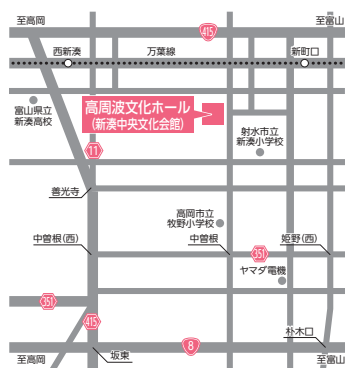 至高岡
至富山
415
西新湊
万葉線
新町口
富山県立
新湊高校
高周波文化ホール
(新湊中央文化会館)
射水市立
新湊小学校
11
善光寺
高岡市立
牧野小学校
中曽根(西)
中曽根
351
姫野(西)
ヤマダ電機
351
415
朴木口
坂東
8
至高岡
至富山